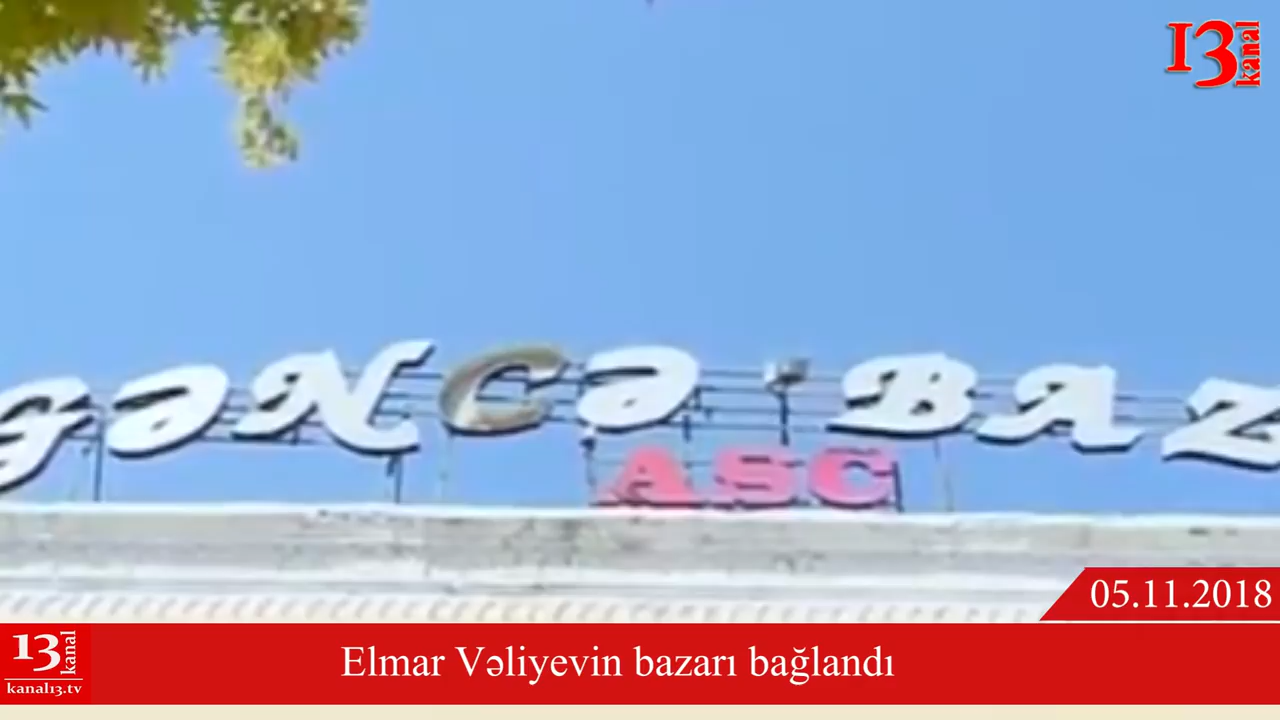 13 kanal
GƏNCƏ BAZ
ASC
05.11.2018
13 kanal
kanal13.tv
Elmar Vəliyevin bazarı bağlandı